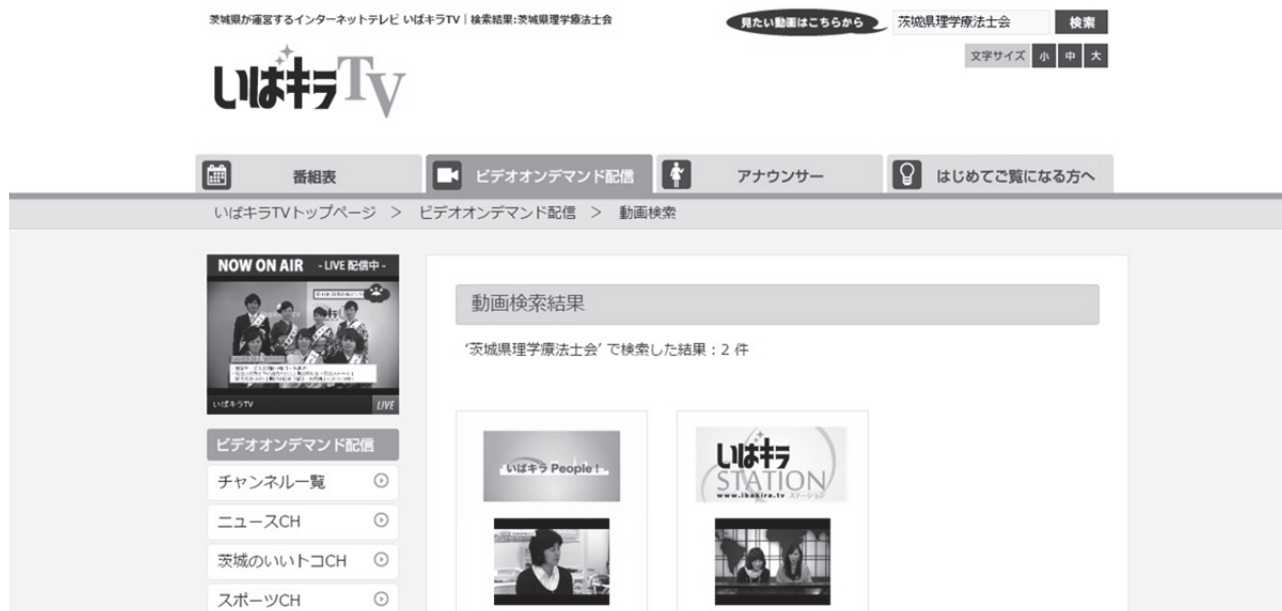 茨城県が運営するインターネットテレビ いばキラTV｜検索結果:茨城県理学療法士会
見たい動画はこちらから
茨城県理学療法士会
検索
文字サイズ 小 中 大
いばキラTV
番組表
ビデオオンデマンド配信
アナウンサー
はじめてご覧になる方へ
いばキラTVトップページ ＞ ビデオオンデマンド配信 ＞ 動画検索
NOW ON AIR - LIVE 配信中 -
いばキラTV
LIVE
ビデオオンデマンド配信
チャンネル一覧
ニュースCH
茨城のいいトコCH
スポーツCH
動画検索結果
‘茨城県理学療法士会’ で検索した結果：2 件
いばキラ People !
いばキラ
STATION
www.ibakira.tv ステーション